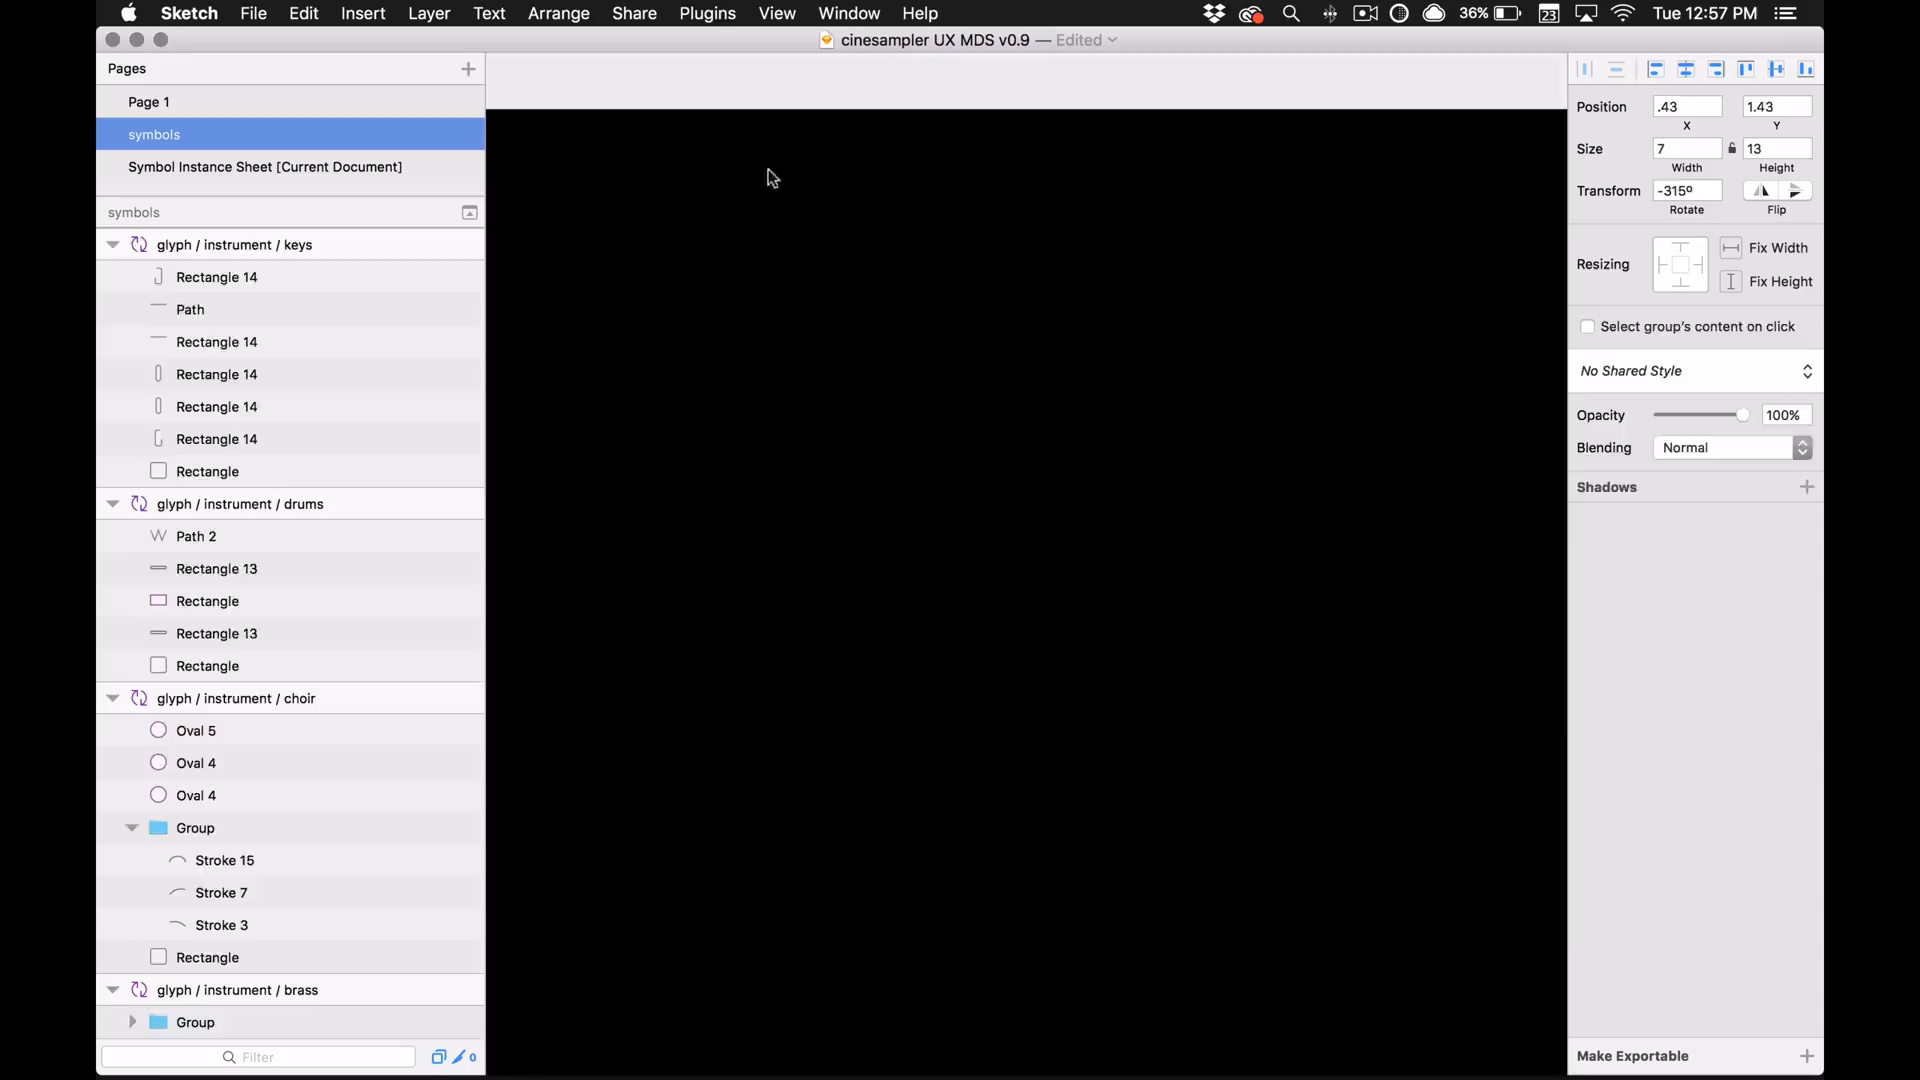 Sketch File Edit Insert Layer Text Arrange Share Plugins View Window Help 36% 23 Tue 12:57 PM
cinesampler UX MDS v0.9 — Edited
Pages
Page 1
symbols
Symbol Instance Sheet [Current Document]
symbols
glyph / instrument / keys
Rectangle 14
Path
Rectangle 14
Rectangle 14
Rectangle 14
Rectangle 14
Rectangle
glyph / instrument / drums
Path 2
Rectangle 13
Rectangle
Rectangle 13
Rectangle
glyph / instrument / choir
Oval 5
Oval 4
Oval 4
Group
Stroke 15
Stroke 7
Stroke 3
Rectangle
glyph / instrument / brass
Group
Filter 0
Position .43 1.43
X Y
Size 7 13
Width Height
Transform -315º
Rotate Flip
Resizing
Fix Width
Fix Height
Select group's content on click
No Shared Style
Opacity 100%
Blending Normal
Shadows
Make Exportable